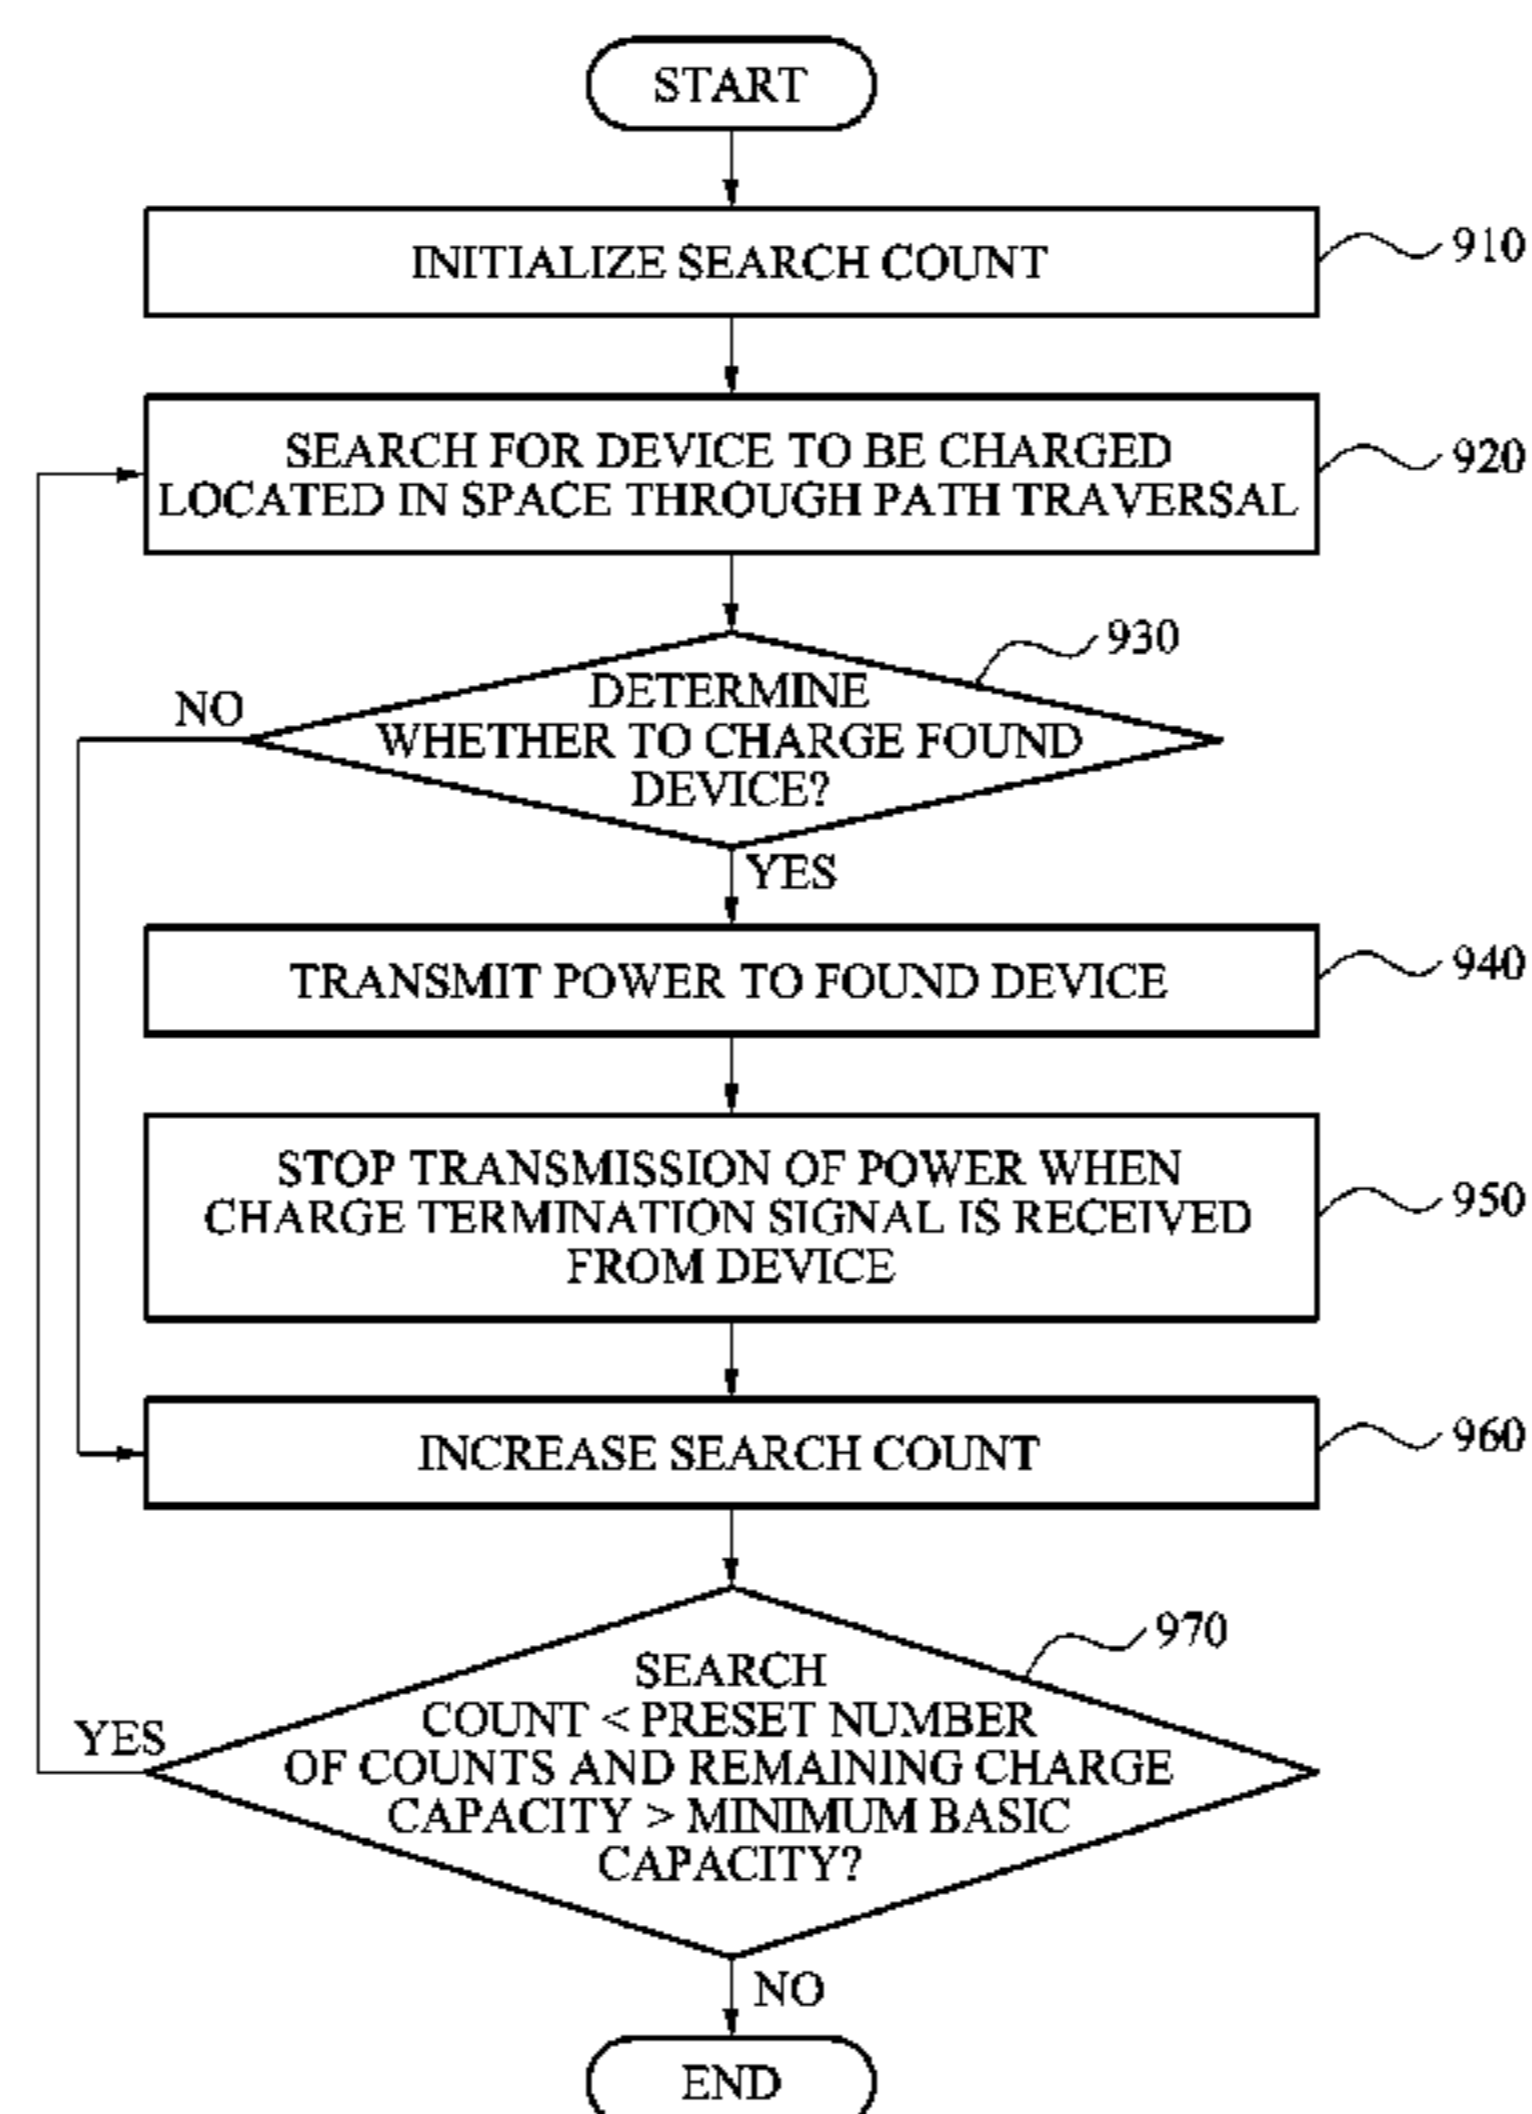 START
INITIALIZE SEARCH COUNT
910
SEARCH FOR DEVICE TO BE CHARGED
LOCATED IN SPACE THROUGH PATH TRAVERSAL
920
930
DETERMINE
WHETHER TO CHARGE FOUND
DEVICE?
NO
YES
TRANSMIT POWER TO FOUND DEVICE
940
STOP TRANSMISSION OF POWER WHEN
CHARGE TERMINATION SIGNAL IS RECEIVED
FROM DEVICE
950
INCREASE SEARCH COUNT
960
970
SEARCH
COUNT < PRESET NUMBER
OF COUNTS AND REMAINING CHARGE
CAPACITY > MINIMUM BASIC
CAPACITY?
YES
NO
END